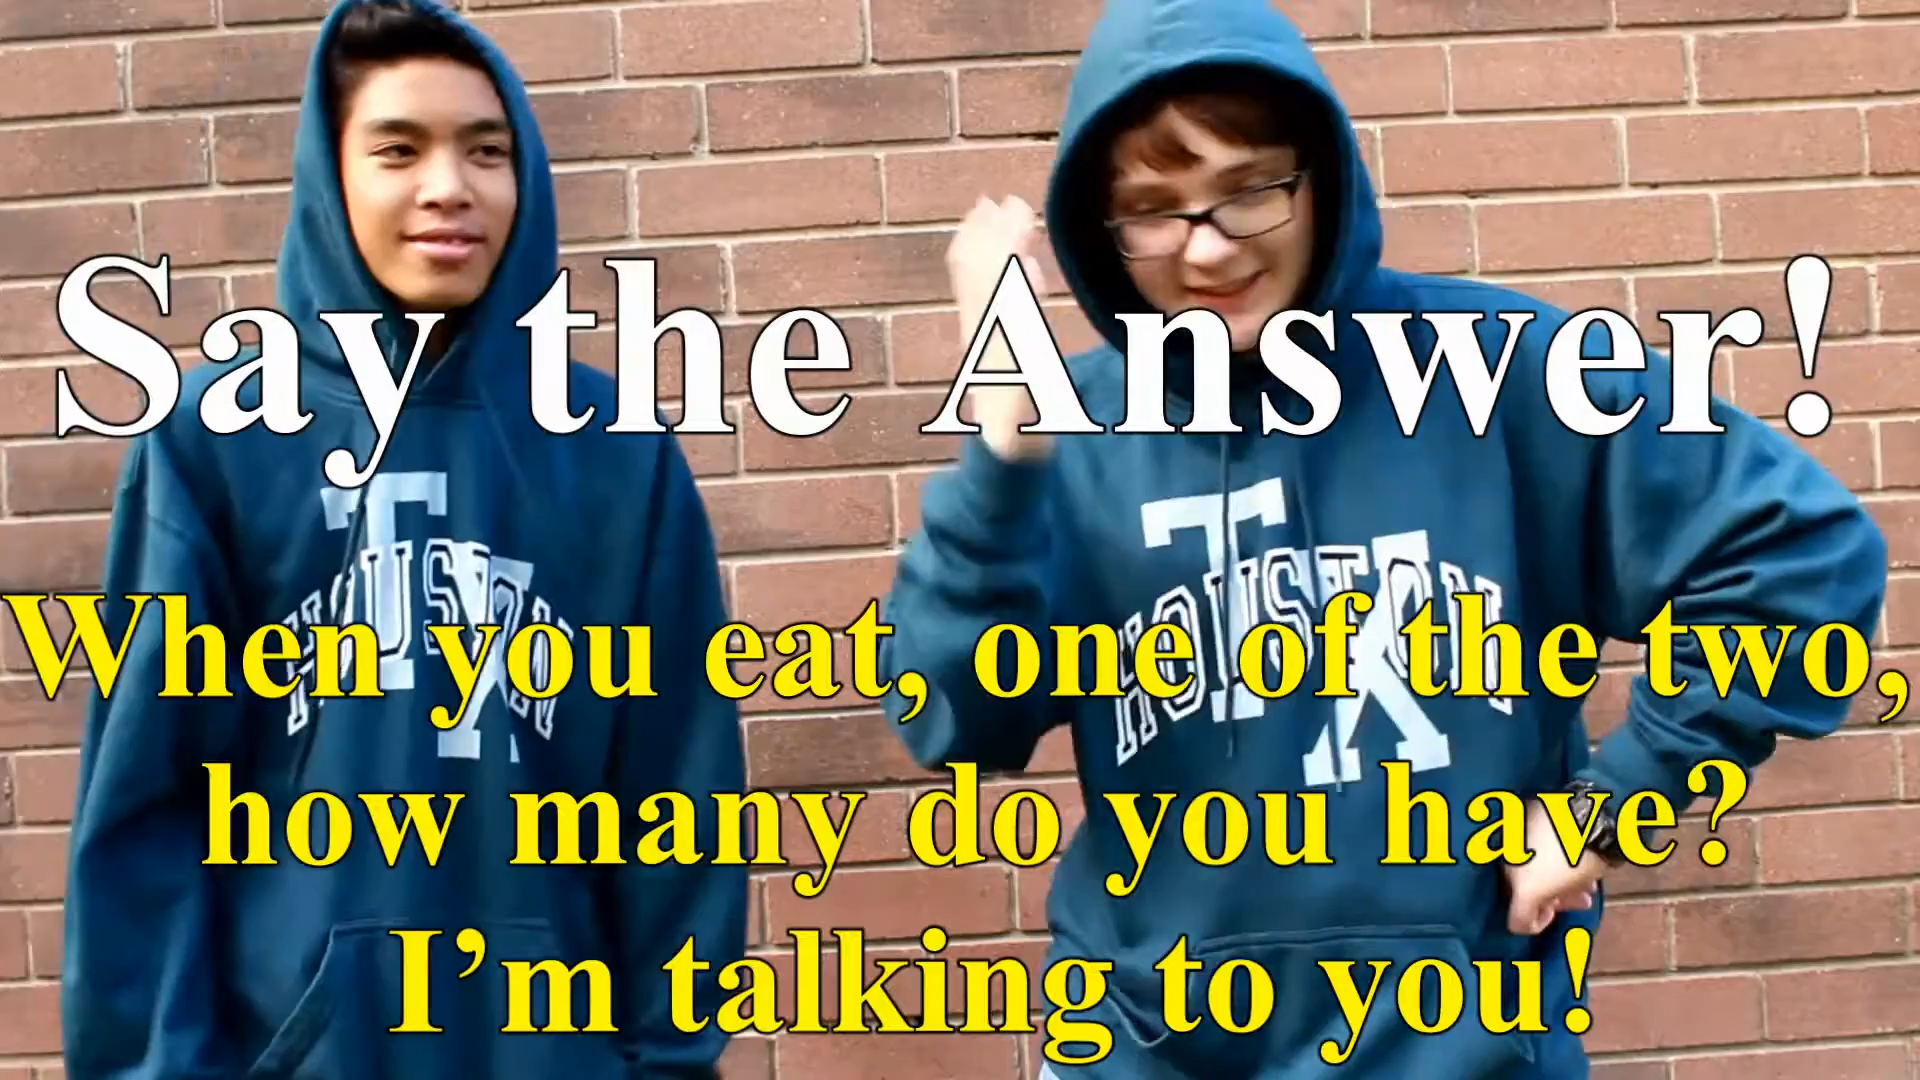 Say the Answer!
When you eat, one of the two,
how many do you have?
I’m talking to you!
TX
HOUSTON
TX
HOUSTON